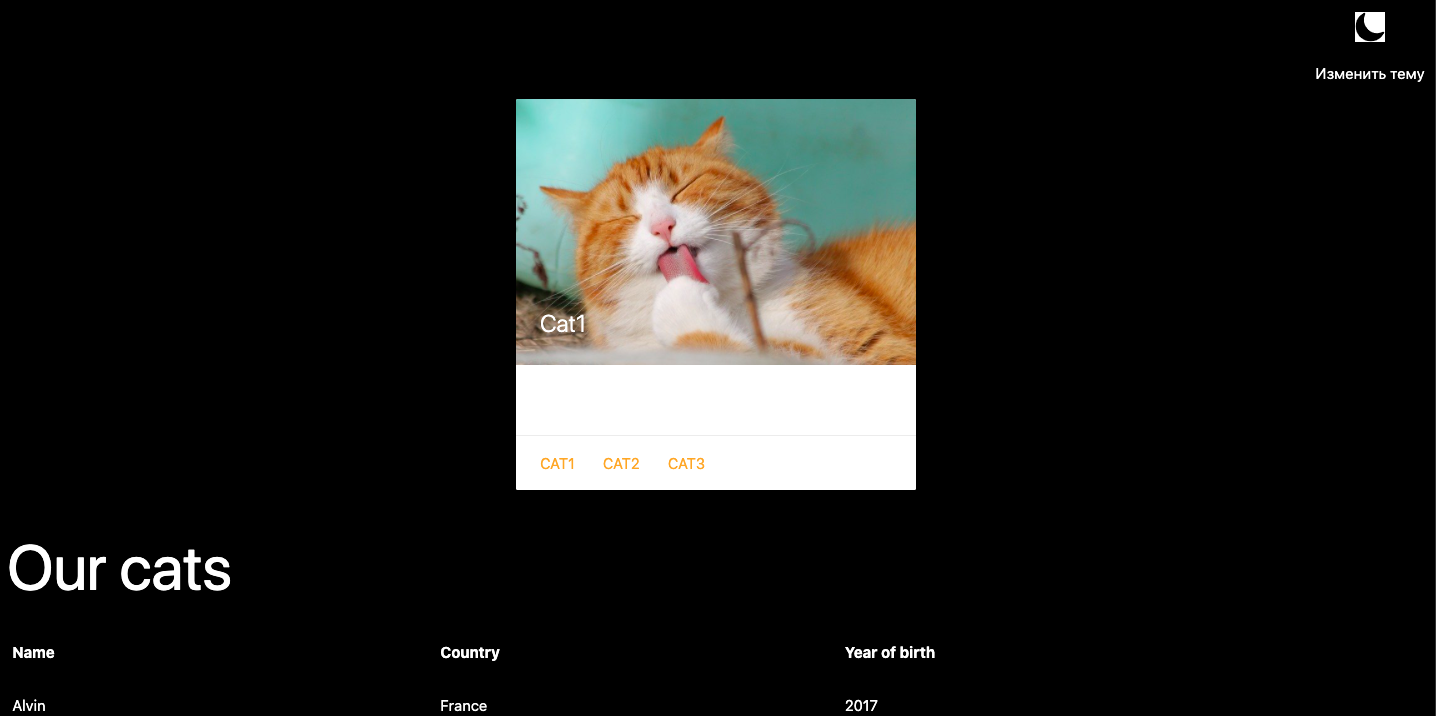 Изменить тему
Cat1
CAT1 CAT2 CAT3
Our cats
Name Country Year of birth
Alvin France 2017